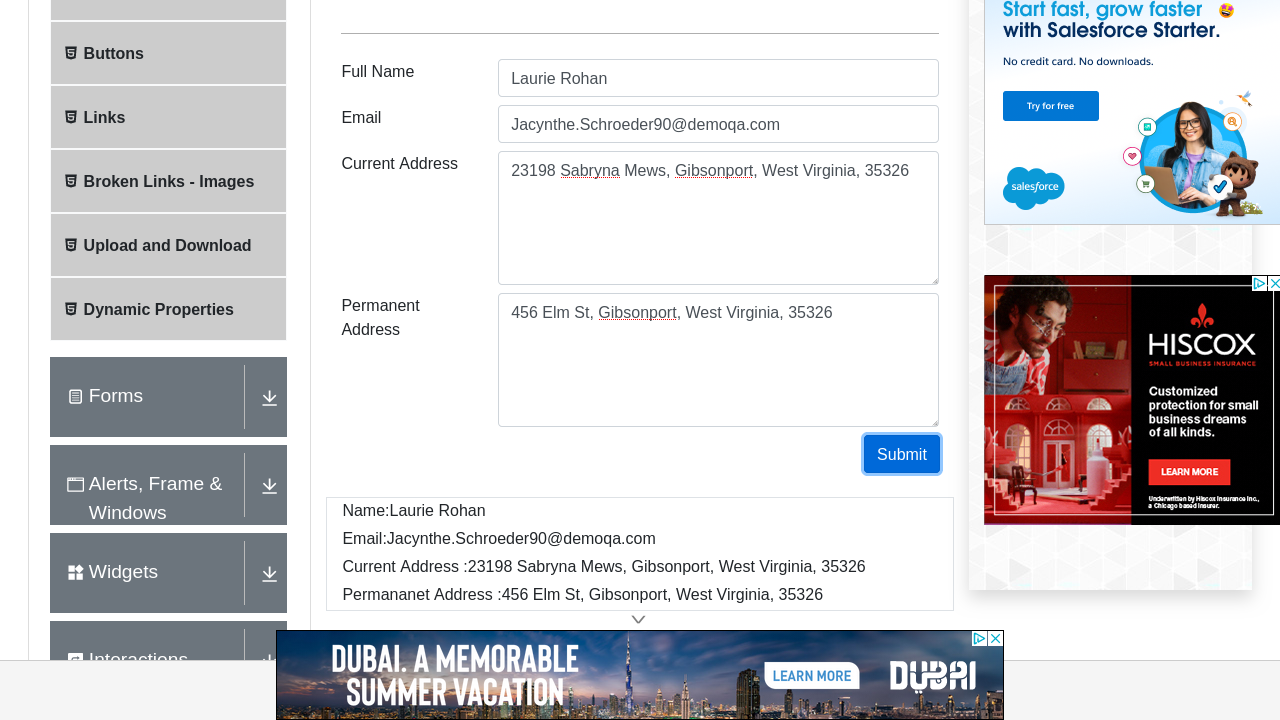 Buttons
Links
Broken Links - Images
Upload and Download
Dynamic Properties
Forms
Alerts, Frame &
Windows
Widgets
Interactions
Full Name
Laurie Rohan
Email
Jacynthe.Schroeder90@demoqa.com
Current Address
23198 Sabryna Mews, Gibsonport, West Virginia, 35326
Permanent
Address
456 Elm St, Gibsonport, West Virginia, 35326
Submit
Name:Laurie Rohan
Email:Jacynthe.Schroeder90@demoqa.com
Current Address :23198 Sabryna Mews, Gibsonport, West Virginia, 35326
Permananet Address :456 Elm St, Gibsonport, West Virginia, 35326
Start fast, grow faster
with Salesforce Starter.
No credit card. No downloads.
Try for free
salesforce
HISCOX
SMALL BUSINESS INSURANCE
Customized
protection for small
business dreams
of all kinds.
LEARN MORE
Underwritten by Hiscox Insurance Inc.,
a Chicago based insurer.
DUBAI. A MEMORABLE
SUMMER VACATION
LEARN MORE
DUBAI